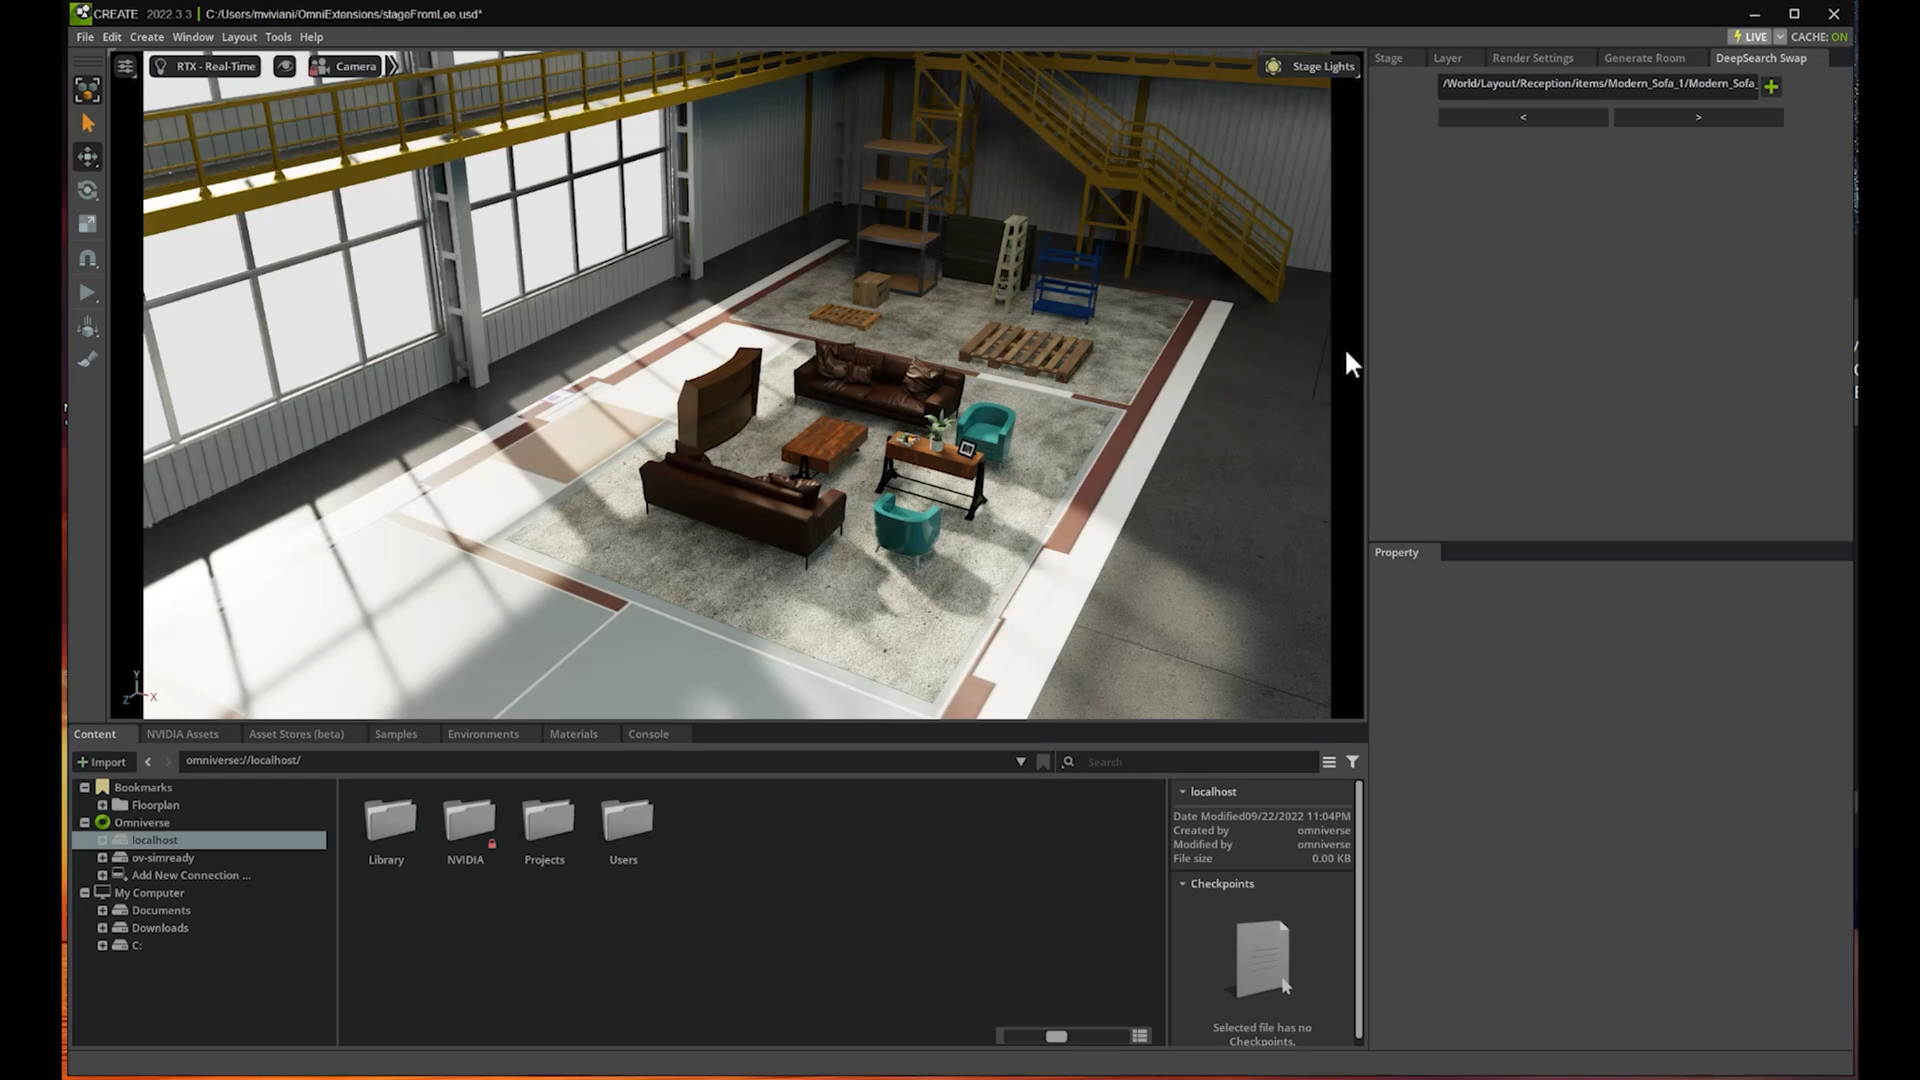 CREATE 2022.3.3 | C:/Users/mviviani/OmniExtensions/stageFromLee.usd*
File Edit Create Window Layout Tools Help
LIVE CACHE: ON
RTX - Real-Time Camera Stage Lights
Stage Layer Render Settings Generate Room DeepSearch Swap
/World/Layout/Reception/items/Modern_Sofa_1/Modern_Sofa_
< >
Property
Y
Z X
Content NVIDIA Assets Asset Stores (beta) Samples Environments Materials Console
+ Import omniverse://localhost/ Search
Bookmarks
Floorplan
Omniverse
localhost
ov-simready
Add New Connection ...
My Computer
Documents
Downloads
C:
Library NVIDIA Projects Users
localhost
Date Modified09/22/2022 11:04PM
Created by omniverse
Modified by omniverse
File size 0.00 KB
Checkpoints
Selected file has no
Checkpoints.